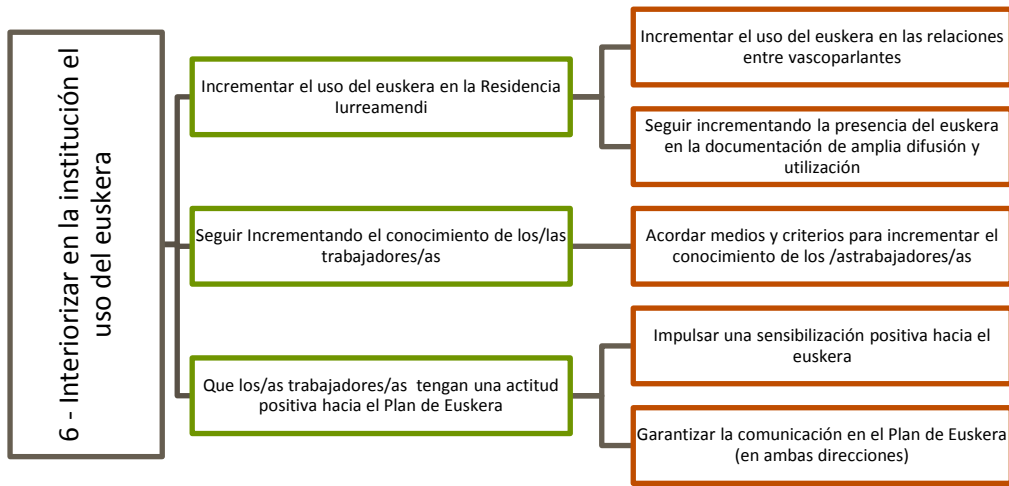 6 - Interiorizar en la institución el
uso del euskera
Incrementar el uso del euskera en la Residencia
Iurreamendi
Incrementar el uso del euskera en las relaciones
entre vascoparlantes
Seguir incrementando la presencia del euskera
en la documentación de amplia difusión y
utilización
Seguir Incrementando el conocimiento de los/las
trabajadores/as
Acordar medios y criterios para incrementar el
conocimiento de los /astrabajadores/as
Que los/as trabajadores/as tengan una actitud
positiva hacia el Plan de Euskera
Impulsar una sensibilización positiva hacia el
euskera
Garantizar la comunicación en el Plan de Euskera
(en ambas direcciones)